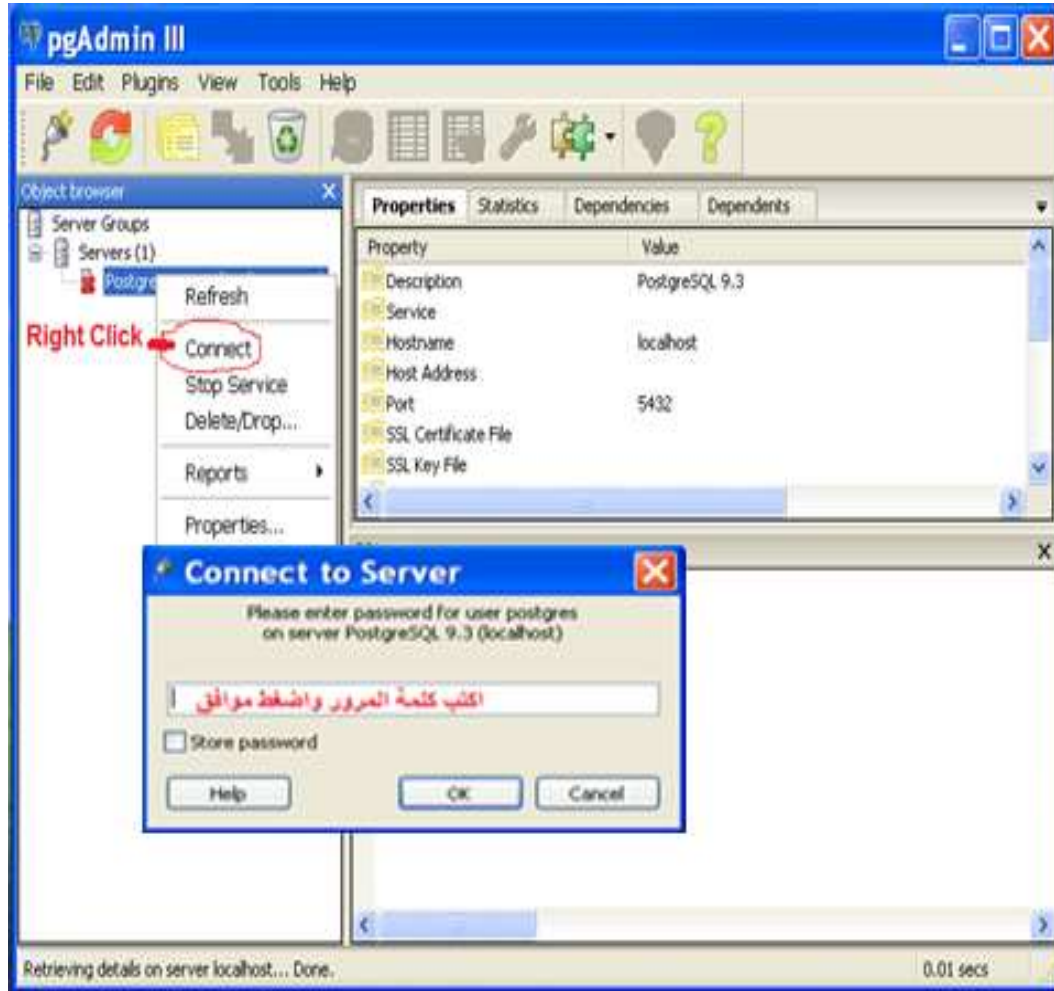 pgAdmin III
File Edit Plugins View Tools Help
Object browser
Server Groups
Servers (1)
Postgre
Right Click
Refresh
Connect
Stop Service
Delete/Drop...
Reports
Properties...
Properties Statistics Dependencies Dependents
Property Value
Description PostgreSQL 9.3
Service
Hostname localhost
Host Address
Port 5432
SSL Certificate File
SSL Key File
Connect to Server
Please enter password for user postgres
on server PostgreSQL 9.3 (localhost)
اكتب كلمة المرور واضغط موافق
Store password
Help OK Cancel
Retrieving details on server localhost... Done. 0.01 secs